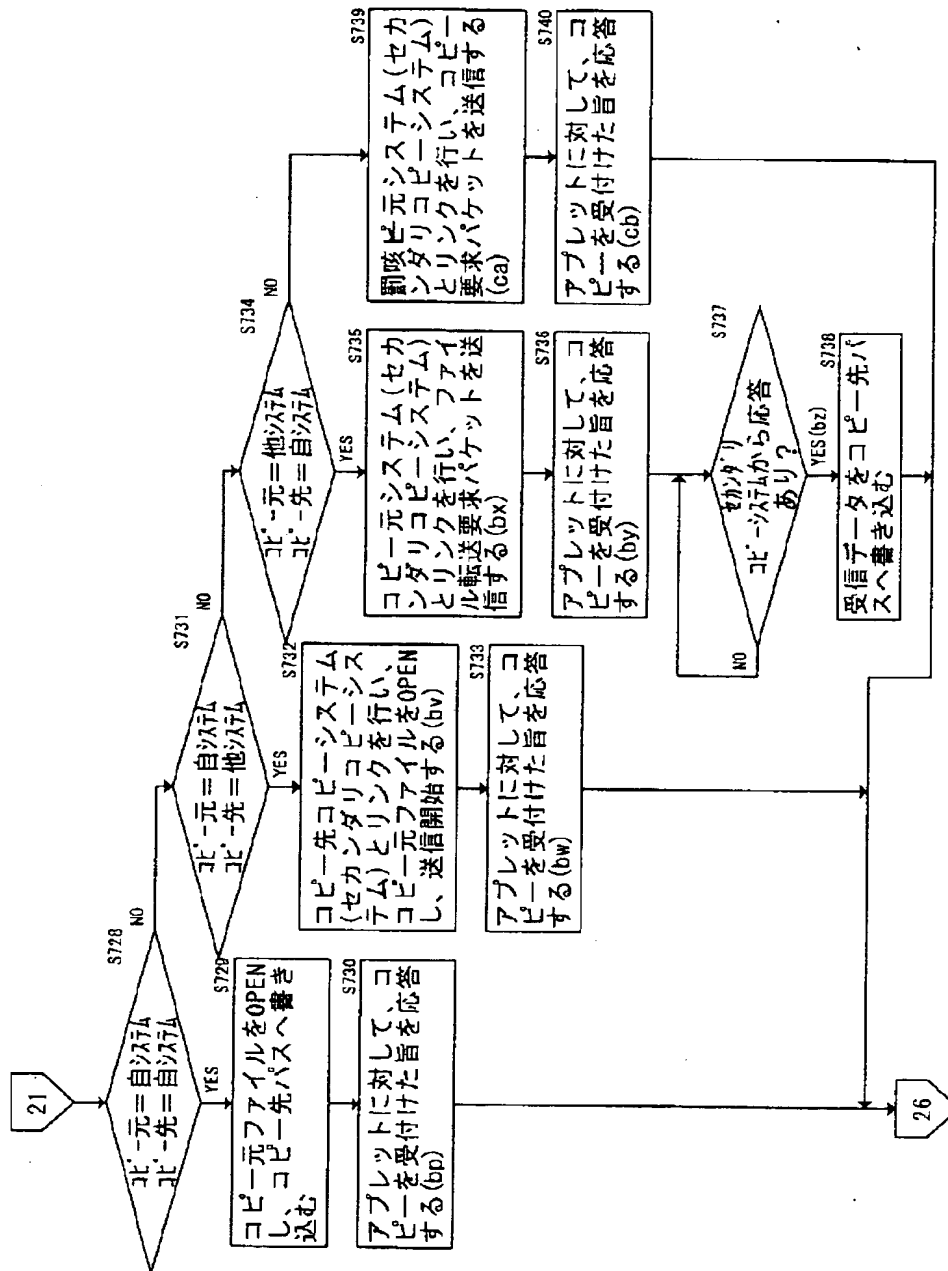 21
S728
コピー元=自システム
コピー先=自システム
NO
YES
S729
コピー元ファイルをOPEN
し、コピー先パスへ書き
込む
S730
アプレットに対して、コ
ピーを受付けた旨を応答
する(bp)
S731
コピー元=自システム
コピー先=他システム
NO
YES
S732
コピー先コピーシステム
(セカンダリコピーシス
テム)とリンクを行い、
コピー元ファイルをOPEN
し、送信開始する(bv)
S733
アプレットに対して、コ
ピーを受付けた旨を応答
する(bw)
S734
コピー元=他システム
コピー先=自システム
NO
YES
S735
コピー元システム(セカ
ンダリコピーシステム)
とリンクを行い、ファイ
ル転送要求パケットを送
信する(bx)
S736
アプレットに対して、コ
ピーを受付けた旨を応答
する(by)
S737
セカンダリ
コピーシステムから応答
あり?
NO
YES(bz)
S738
受信データをコピー先パ
スへ書き込む
S739
罰咳ピー元システム(セカ
ンダリコピーシステム)
とリンクを行い、コピー
要求パケットを送信する
(ca)
S740
アプレットに対して、コ
ピーを受付けた旨を応答
する(cb)
26